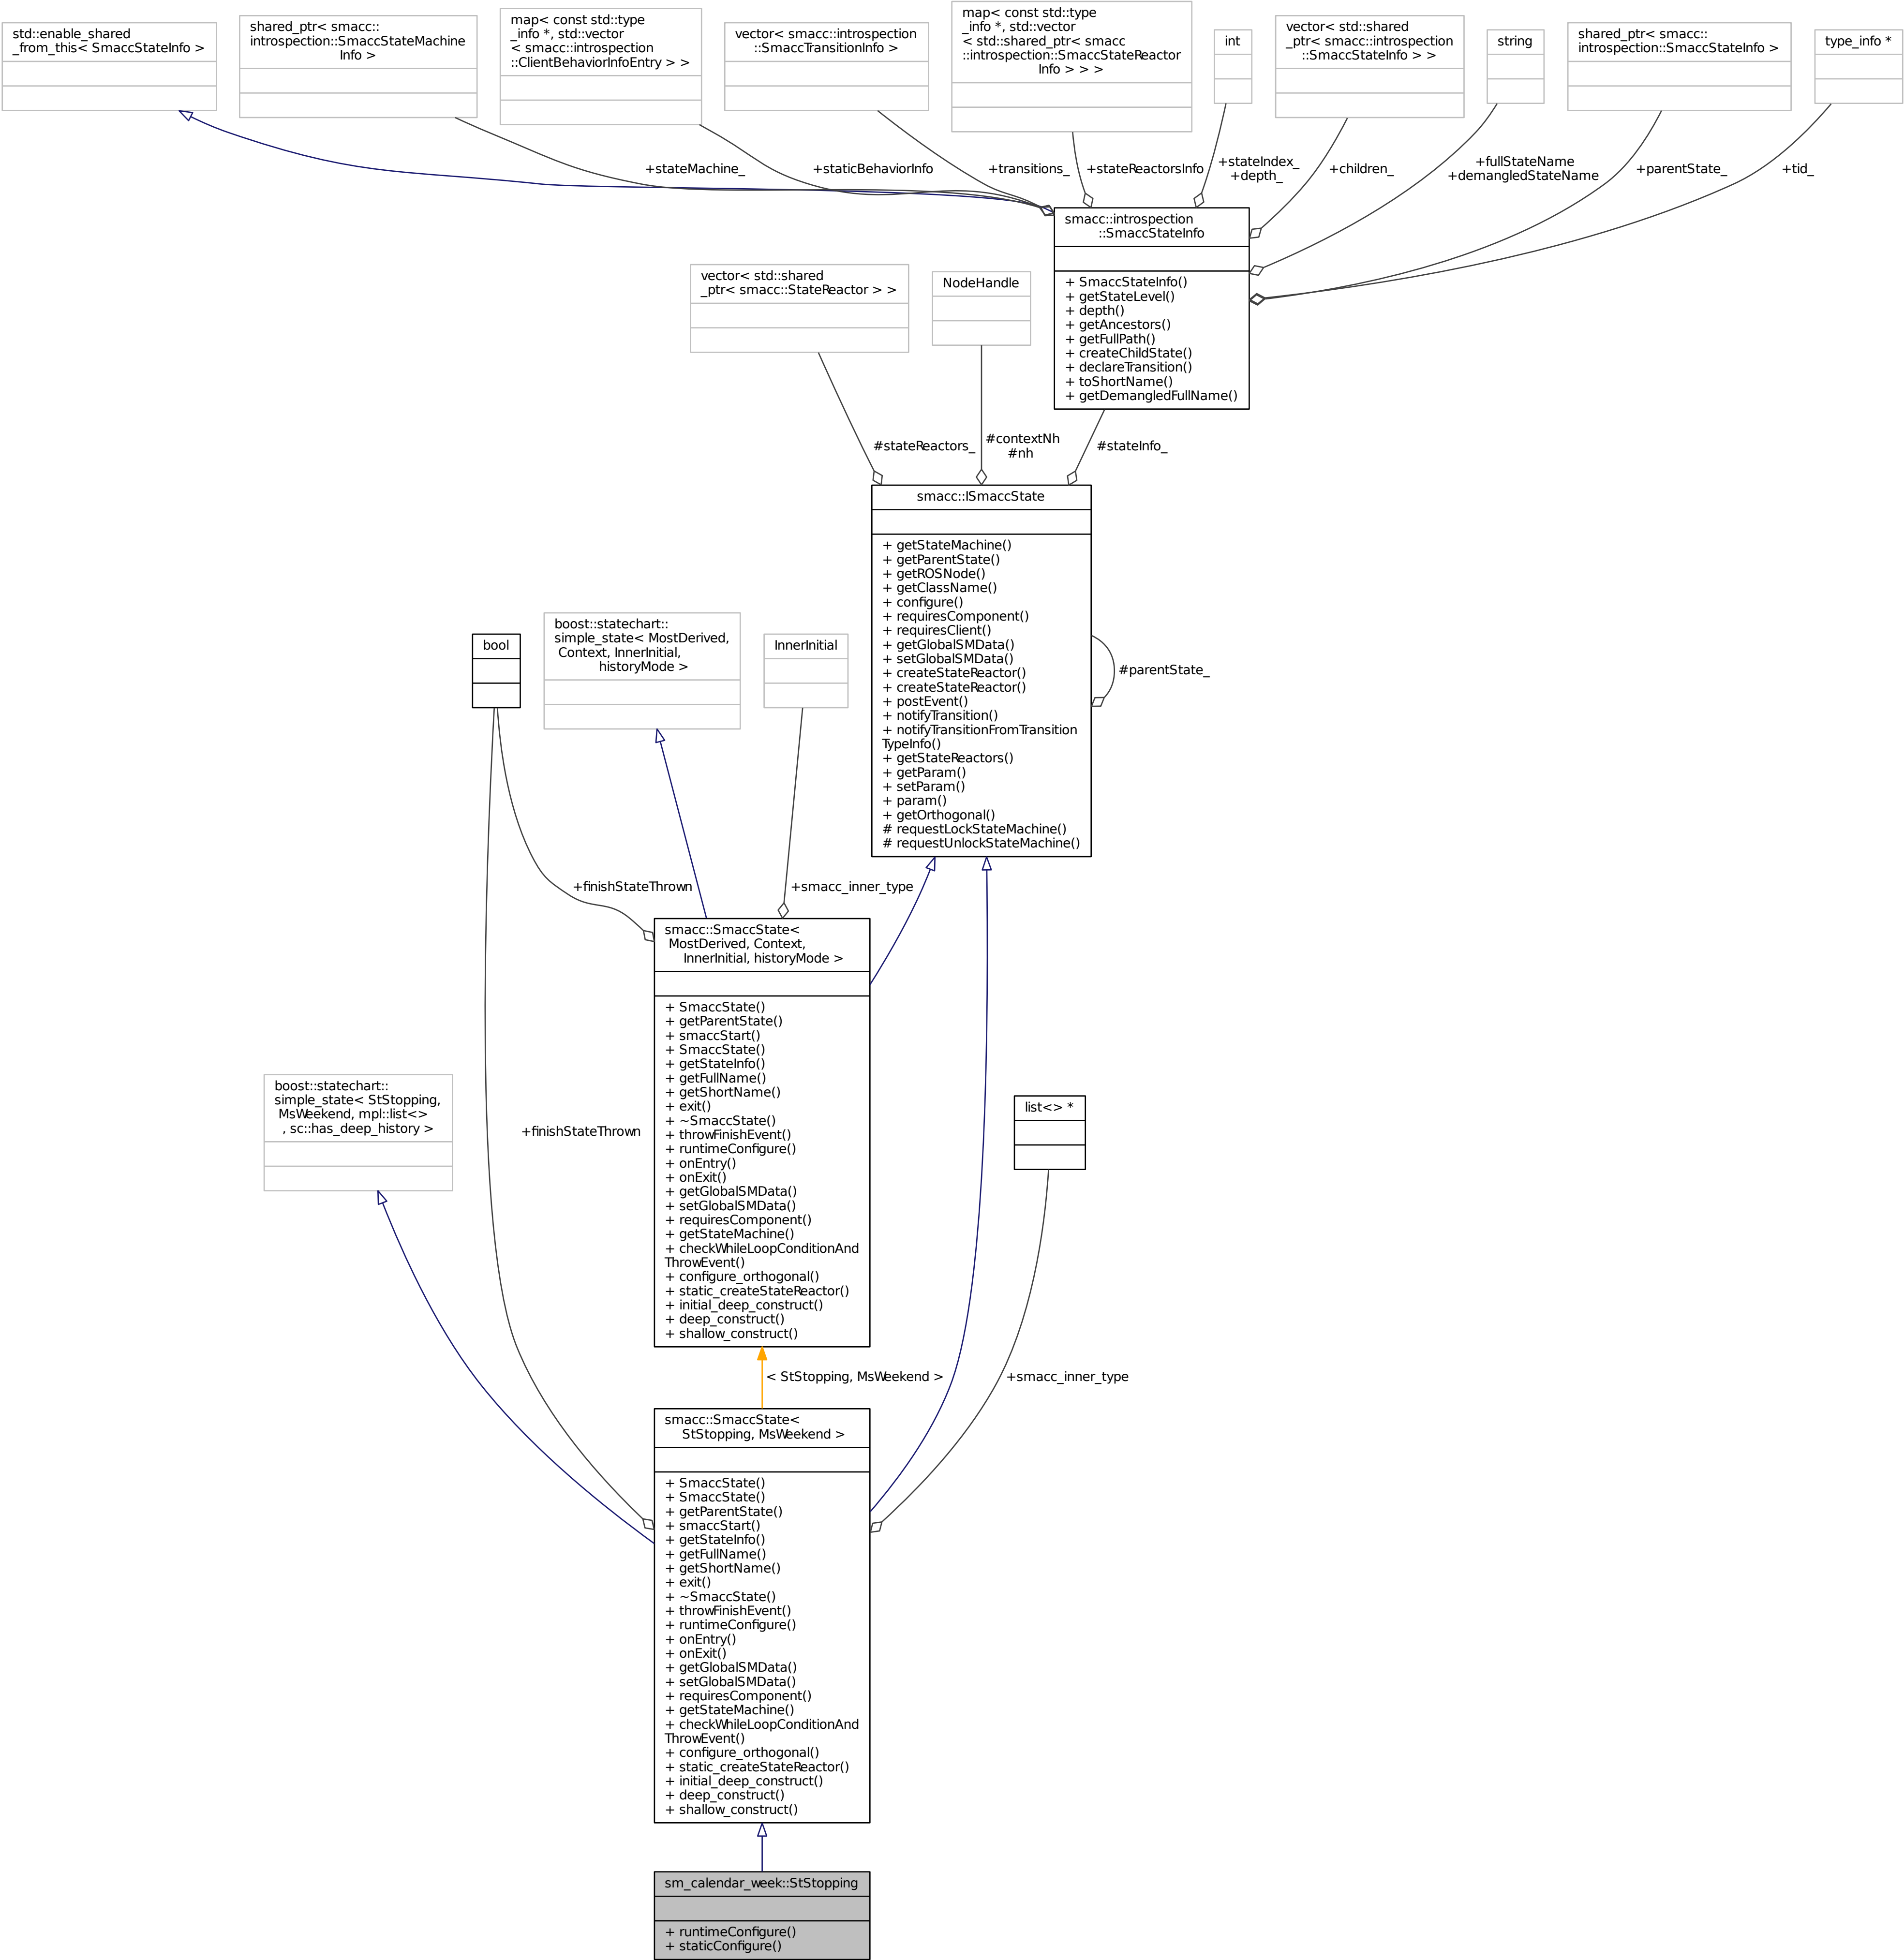 std::enable_shared
_from_this< SmaccStateInfo >
shared_ptr< smacc::
introspection::SmaccStateMachine
Info >
map< const std::type
_info *, std::vector
< smacc::introspection
::ClientBehaviorInfoEntry > >
vector< smacc::introspection
::SmaccTransitionInfo >
map< const std::type
_info *, std::vector
< std::shared_ptr< smacc
::introspection::SmaccStateReactor
Info > > >
int
vector< std::shared
_ptr< smacc::introspection
::SmaccStateInfo > >
string
shared_ptr< smacc::
introspection::SmaccStateInfo >
type_info *
+stateMachine_
+staticBehaviorInfo
+transitions_
+stateReactorsInfo
+stateIndex_
+depth_
+children_
+fullStateName
+demangledStateName
+parentState_
+tid_
smacc::introspection
::SmaccStateInfo
+ SmaccStateInfo()
+ getStateLevel()
+ depth()
+ getAncestors()
+ getFullPath()
+ createChildState()
+ declareTransition()
+ toShortName()
+ getDemangledFullName()
vector< std::shared
_ptr< smacc::StateReactor > >
NodeHandle
#stateReactors_
#contextNh
#nh
#stateInfo_
smacc::ISmaccState
+ getStateMachine()
+ getParentState()
+ getROSNode()
+ getClassName()
+ configure()
+ requiresComponent()
+ requiresClient()
+ getGlobalSMData()
+ setGlobalSMData()
+ createStateReactor()
+ createStateReactor()
+ postEvent()
+ notifyTransition()
+ notifyTransitionFromTransition
TypeInfo()
+ getStateReactors()
+ getParam()
+ setParam()
+ param()
+ getOrthogonal()
# requestLockStateMachine()
# requestUnlockStateMachine()
#parentState_
bool
boost::statechart::
simple_state< MostDerived,
Context, InnerInitial,
historyMode >
InnerInitial
+finishStateThrown
+smacc_inner_type
smacc::SmaccState<
MostDerived, Context,
InnerInitial, historyMode >
+ SmaccState()
+ getParentState()
+ smaccStart()
+ SmaccState()
+ getStateInfo()
+ getFullName()
+ getShortName()
+ exit()
+ ~SmaccState()
+ throwFinishEvent()
+ runtimeConfigure()
+ onEntry()
+ onExit()
+ getGlobalSMData()
+ setGlobalSMData()
+ requiresComponent()
+ getStateMachine()
+ checkWhileLoopConditionAnd
ThrowEvent()
+ configure_orthogonal()
+ static_createStateReactor()
+ initial_deep_construct()
+ deep_construct()
+ shallow_construct()
boost::statechart::
simple_state< StStopping,
MsWeekend, mpl::list<>
, sc::has_deep_history >
+finishStateThrown
list<> *
< StStopping, MsWeekend >
+smacc_inner_type
smacc::SmaccState<
StStopping, MsWeekend >
+ SmaccState()
+ SmaccState()
+ getParentState()
+ smaccStart()
+ getStateInfo()
+ getFullName()
+ getShortName()
+ exit()
+ ~SmaccState()
+ throwFinishEvent()
+ runtimeConfigure()
+ onEntry()
+ onExit()
+ getGlobalSMData()
+ setGlobalSMData()
+ requiresComponent()
+ getStateMachine()
+ checkWhileLoopConditionAnd
ThrowEvent()
+ configure_orthogonal()
+ static_createStateReactor()
+ initial_deep_construct()
+ deep_construct()
+ shallow_construct()
sm_calendar_week::StStopping
+ runtimeConfigure()
+ staticConfigure()